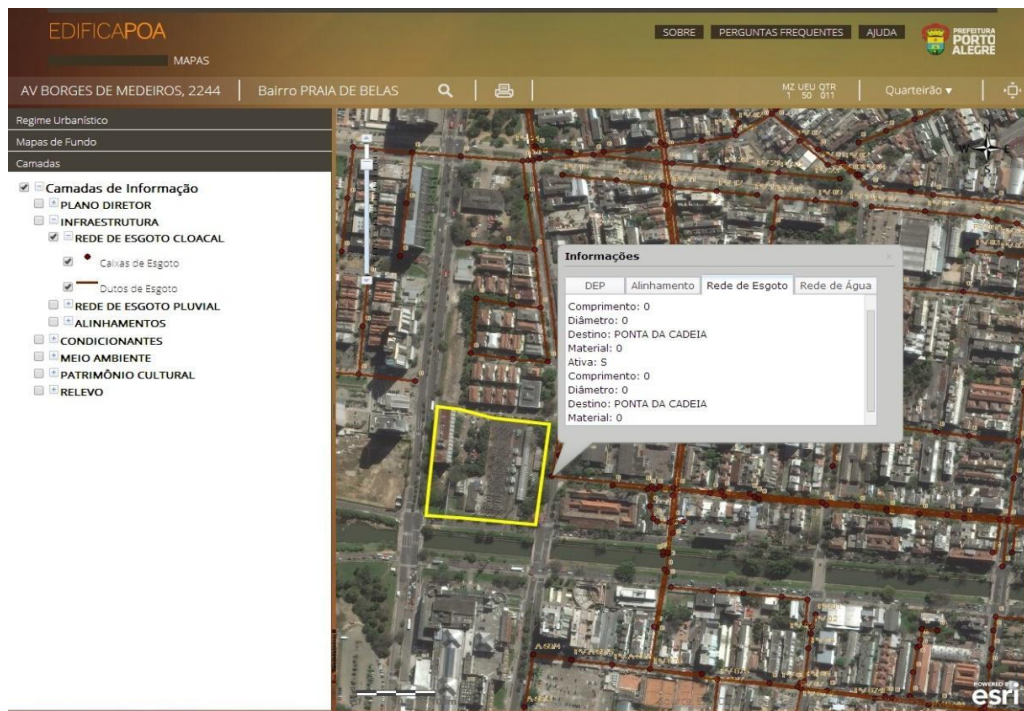 EDIFICAPOA
MAPAS
SOBRE
PERGUNTAS FREQUENTES
AJUDA
PREFEITURA
PORTO
ALEGRE
AV BORGES DE MEDEIROS, 2244
Bairro PRAIA DE BELAS
MZ UEU QTR
1 50 011
Quarteirão
Regime Urbanístico
Mapas de Fundo
Camadas
Camadas de Informação
PLANO DIRETOR
INFRAESTRUTURA
REDE DE ESGOTO CLOACAL
Caixas de Esgoto
Dutos de Esgoto
REDE DE ESGOTO PLUVIAL
ALINHAMENTOS
CONDICIONANTES
MEIO AMBIENTE
PATRIMÔNIO CULTURAL
RELEVO
N
E
S
Informações
DEP
Alinhamento
Rede de Esgoto
Rede de Água
Comprimento: 0
Diâmetro: 0
Destino: PONTA DA CADEIA
Material: 0
Ativa: S
Comprimento: 0
Diâmetro: 0
Destino: PONTA DA CADEIA
Material: 0
POWERED BY
esri